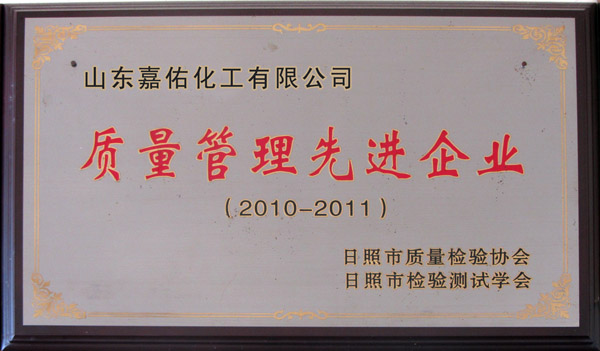 山东嘉佑化工有限公司
质量管理先进企业
（2010-2011）
日照市质量检验协会
日照市检验测试学会